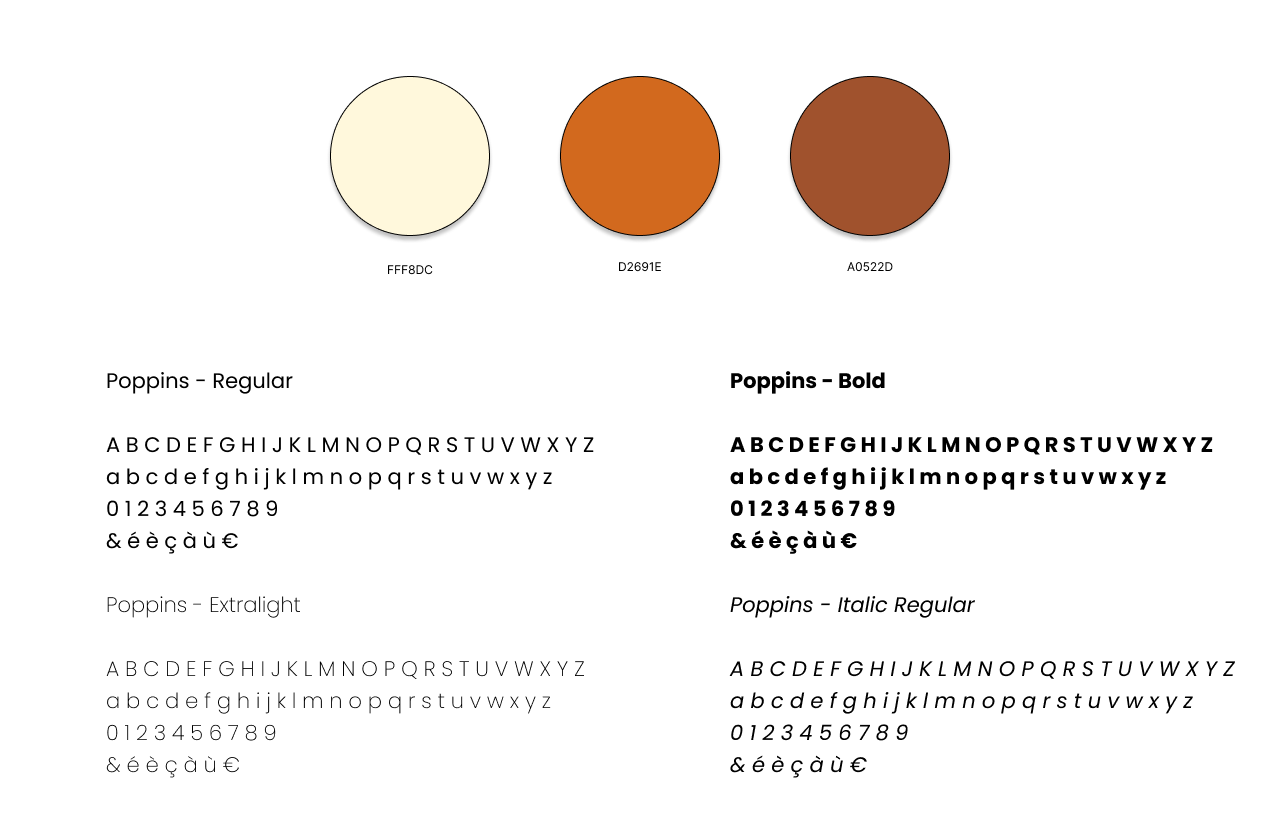 FFF8DC
D2691E
A0522D
Poppins - Regular
A B C D E F G H I J K L M N O P Q R S T U V W X Y Z
a b c d e f g h i j k l m n o p q r s t u v w x y z
0 1 2 3 4 5 6 7 8 9
& é è ç à ù €
Poppins - Bold
A B C D E F G H I J K L M N O P Q R S T U V W X Y Z
a b c d e f g h i j k l m n o p q r s t u v w x y z
0 1 2 3 4 5 6 7 8 9
& é è ç à ù €
Poppins - Extralight
A B C D E F G H I J K L M N O P Q R S T U V W X Y Z
a b c d e f g h i j k l m n o p q r s t u v w x y z
0 1 2 3 4 5 6 7 8 9
& é è ç à ù €
Poppins - Italic Regular
A B C D E F G H I J K L M N O P Q R S T U V W X Y Z
a b c d e f g h i j k l m n o p q r s t u v w x y z
0 1 2 3 4 5 6 7 8 9
& é è ç à ù €